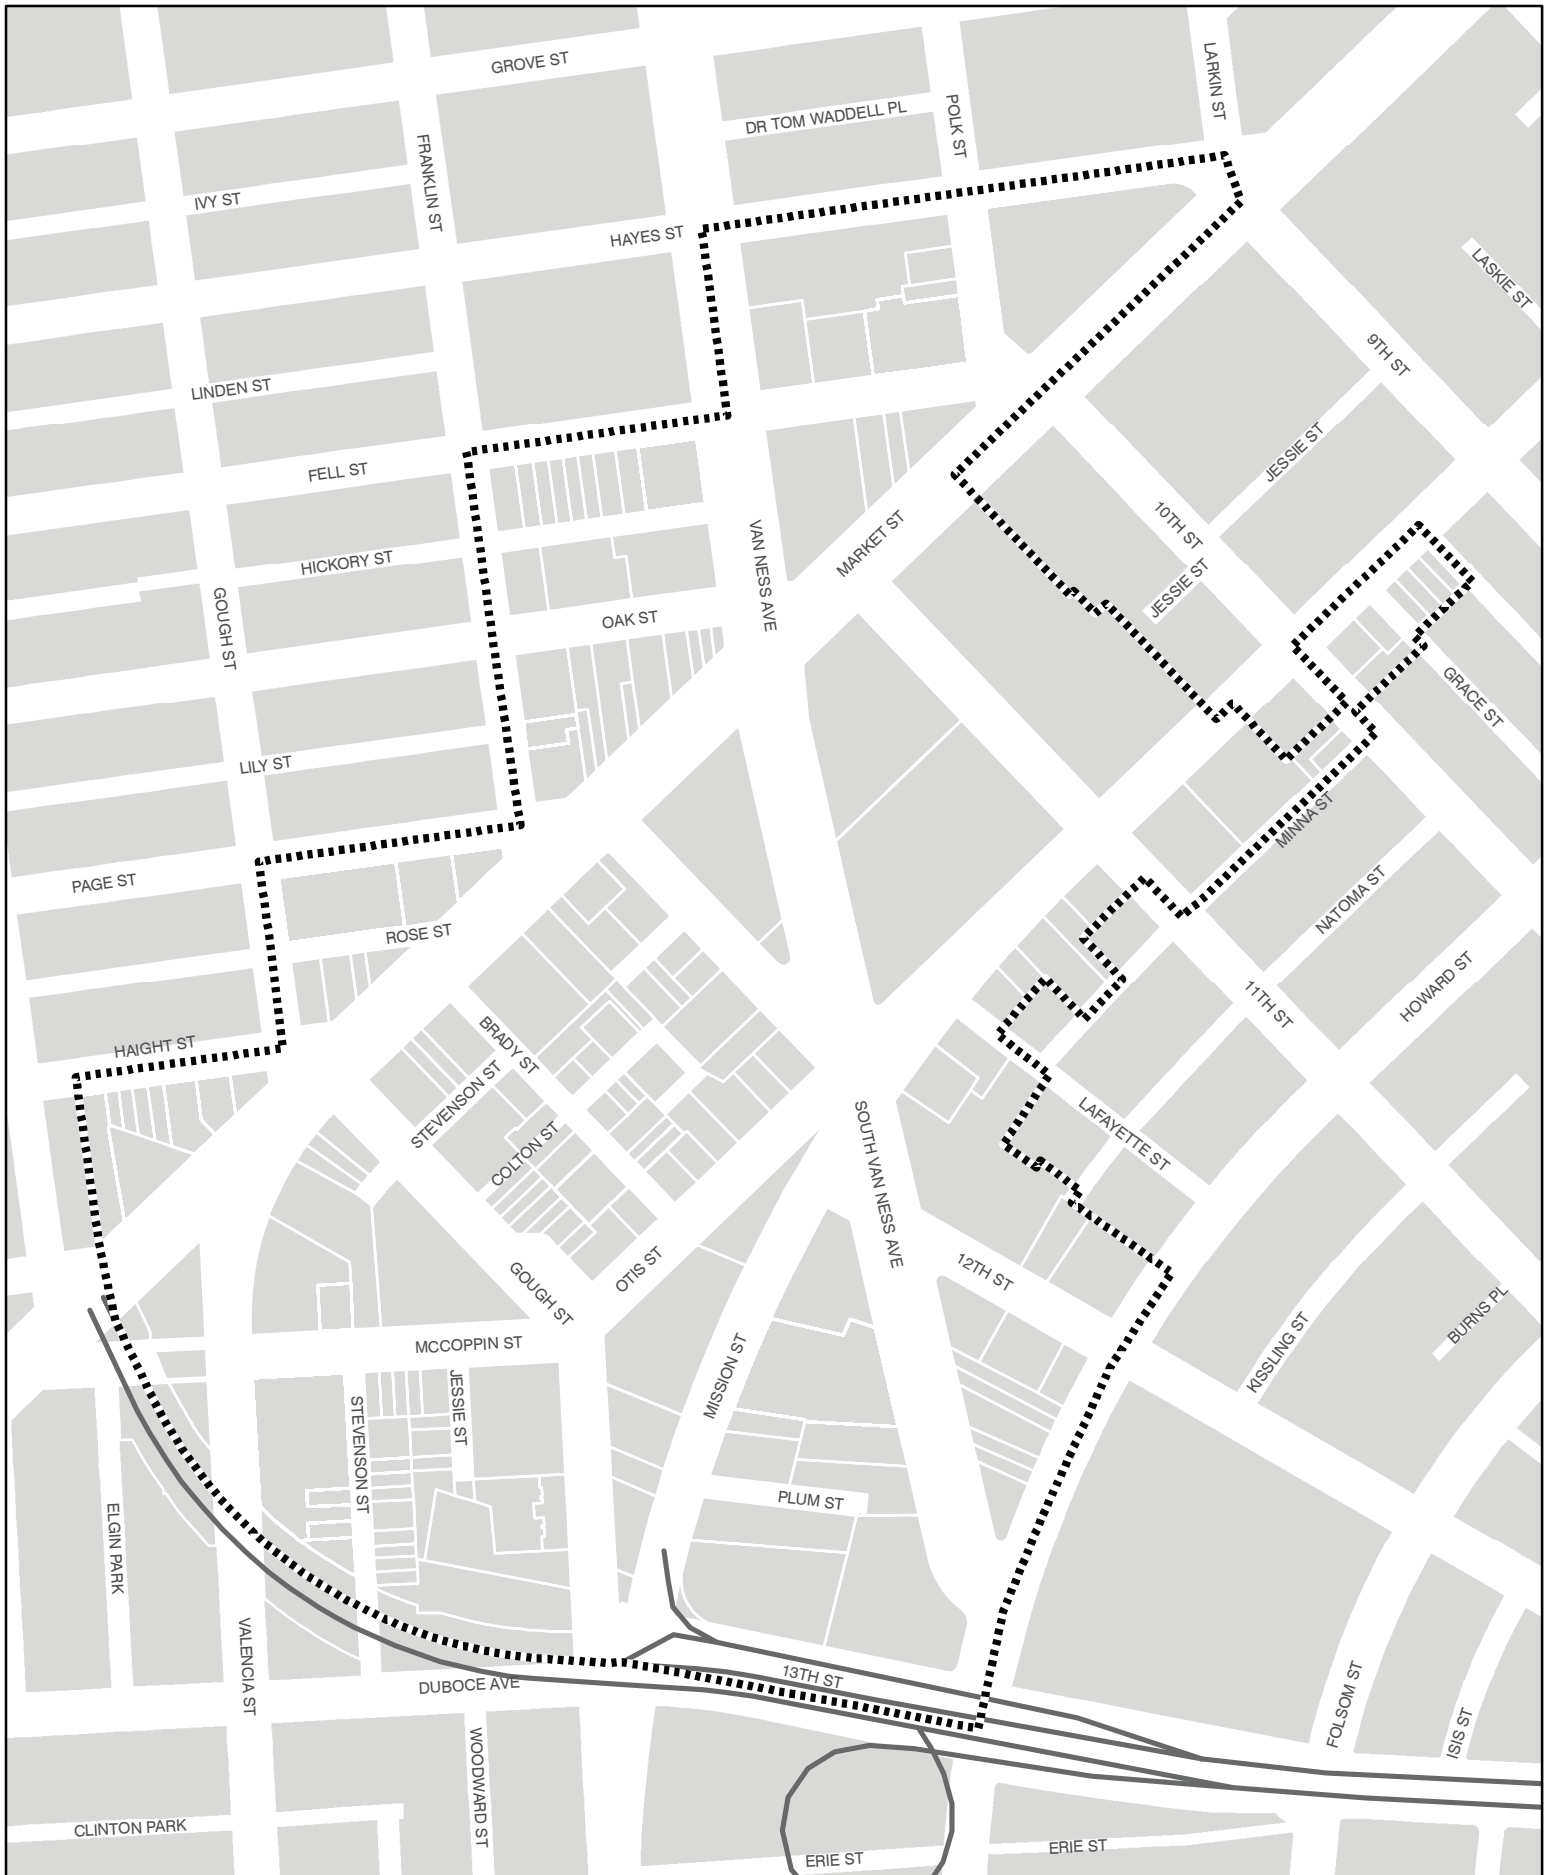 GROVE ST
LARKIN ST
DR TOM WADDELL PL
POLK ST
FRANKLIN ST
IVY ST
HAYES ST
LASKIE ST
9TH ST
LINDEN ST
JESSIE ST
FELL ST
10TH ST
MARKET ST
VAN NESS AVE
HICKORY ST
JESSIE ST
GOUGH ST
OAK ST
GRACE ST
LILY ST
MINNA ST
PAGE ST
NATOMA ST
ROSE ST
HOWARD ST
11TH ST
HAIGHT ST
BRADY ST
STEVENSON ST
LAFAYETTE ST
COLTON ST
SOUTH VAN NESS AVE
12TH ST
OTIS ST
GOUGH ST
BURNS PL
MCCOPPIN ST
KISSLING ST
MISSION ST
JESSIE ST
STEVENSON ST
PLUM ST
ELGIN PARK
VALENCIA ST
13TH ST
DUBOCE AVE
FOLSOM ST
ISIS ST
WOODWARD ST
CLINTON PARK
ERIE ST
ERIE ST